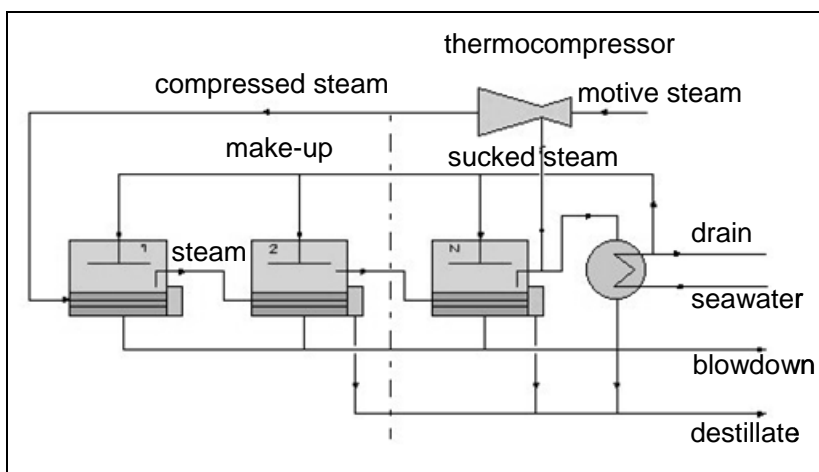 thermocompressor
compressed steam
motive steam
make-up
sucked steam
drain
1
steam
2
N
seawater
blowdown
destillate